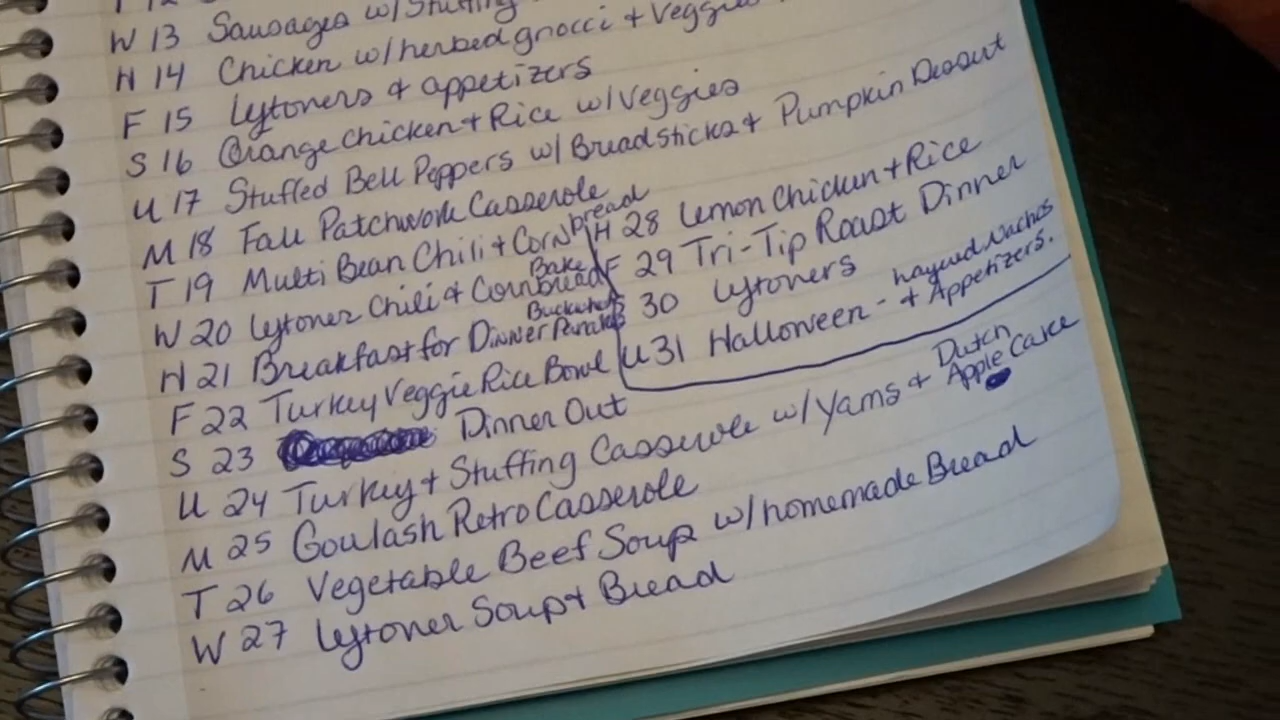 T 12
W 13 Sausages w/ Stuffing
H 14 Chicken w/ herbed gnocci + Veggies
F 15 Leftovers & appetizers
S 16 Orange Chicken + Rice w/ Veggies
U 17 Stuffed Bell Peppers w/ Breadsticks + Pumpkin Dessert
M 18 Fall Patchwork Casserole
T 19 Multi Bean Chili + Cornbread
W 20 Leftover Chili & Cornbread Bake
H 21 Breakfast for Dinner Buckwheat
F 22 Turkey Veggie Rice Bowl
S 23 Dinner Out
U 24 Turkey + Stuffing Casserole w/ Yams + Dutch Apple Cake
M 25 Goulash Retro Casserole
T 26 Vegetable Beef Soup w/ homemade Bread
W 27 Leftover Soup + Bread
H 28 Lemon Chicken + Rice
F 29 Tri-Tip Roast Dinner
30 Leftovers
U 31 Halloween - Layered Nachos + Appetizers.